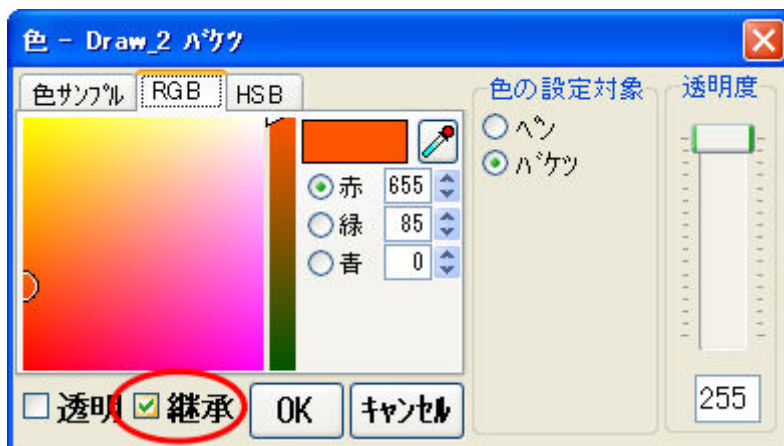 色 - Draw_2 ﾊﾞｹﾂ
色ｻﾝﾌﾟﾙ RGB HSB
赤 655
緑 85
青 0
色の設定対象
ﾍﾟﾝ
ﾊﾞｹﾂ
透明度
255
透明 継承 OK ｷｬﾝｾﾙ